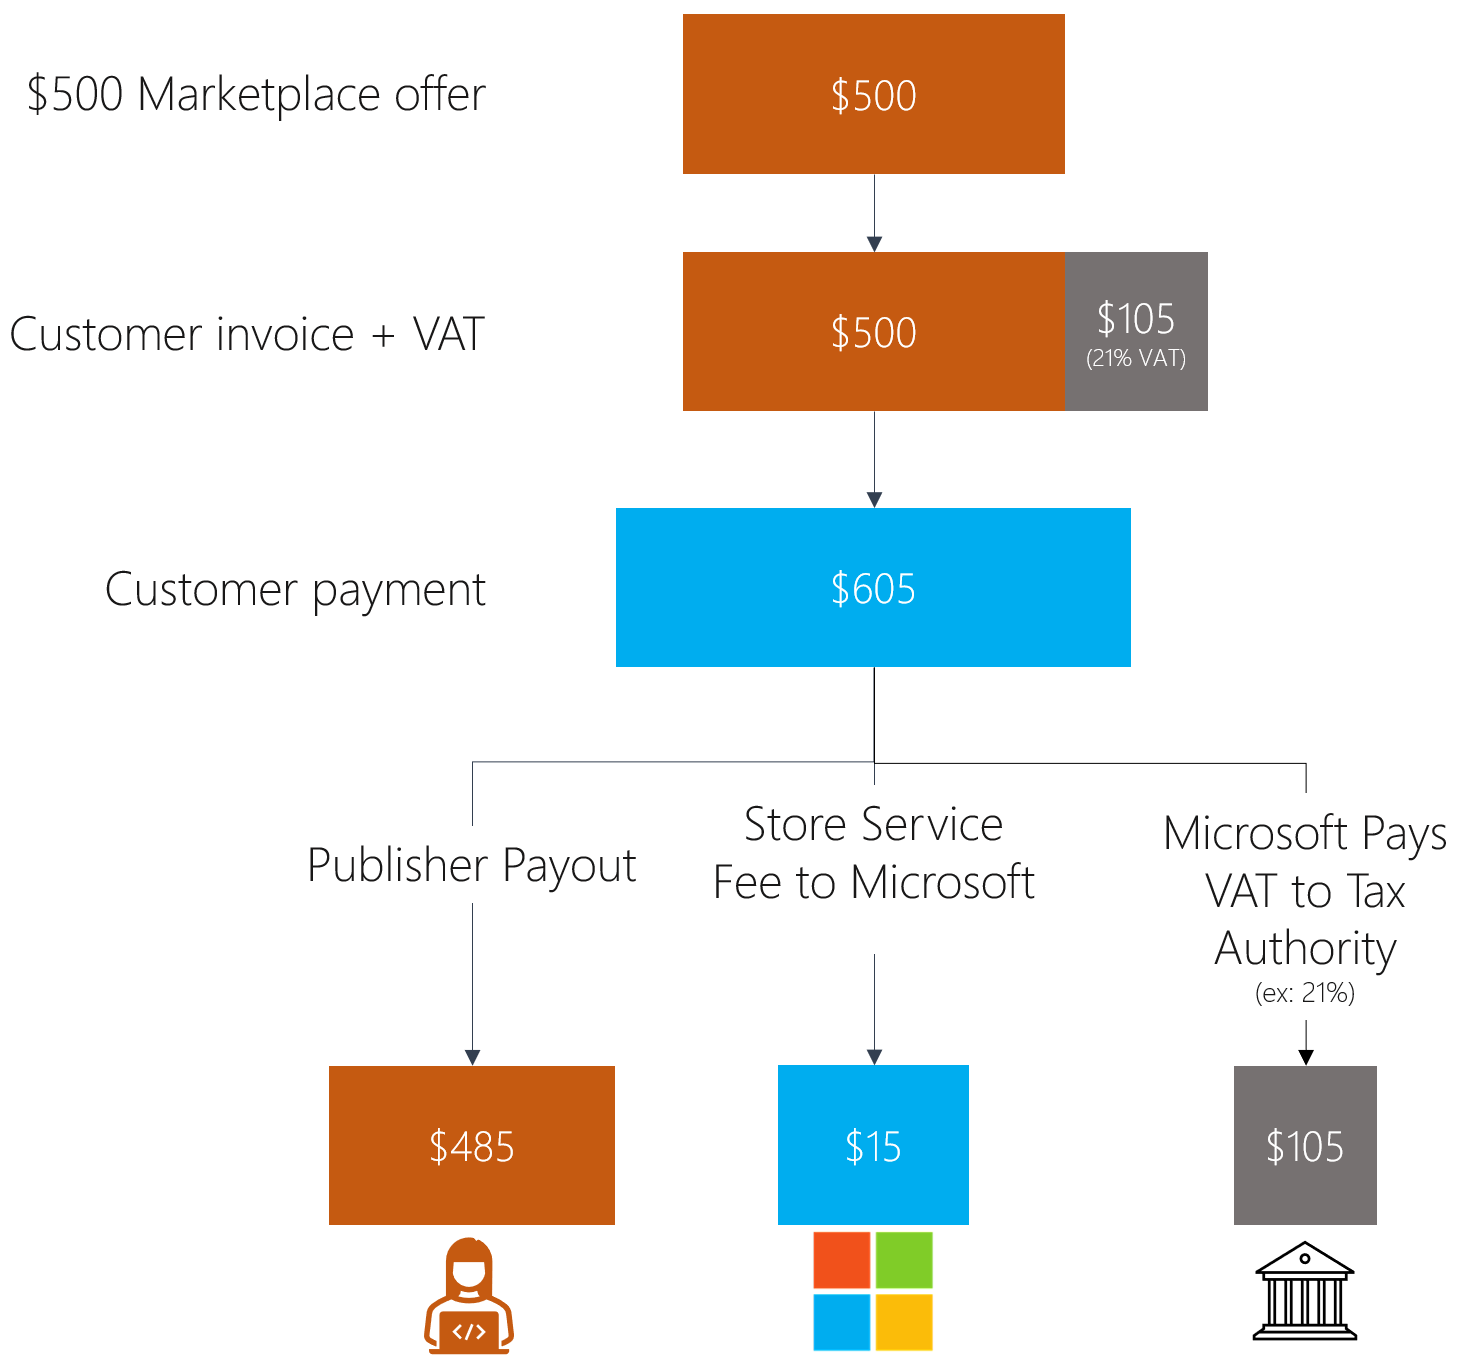 $500 Marketplace offer
$500
Customer invoice + VAT
$500
$105
(21% VAT)
Customer payment
$605
Publisher Payout
Store Service
Fee to Microsoft
Microsoft Pays
VAT to Tax
Authority
(ex: 21%)
$485
$15
$105
</>